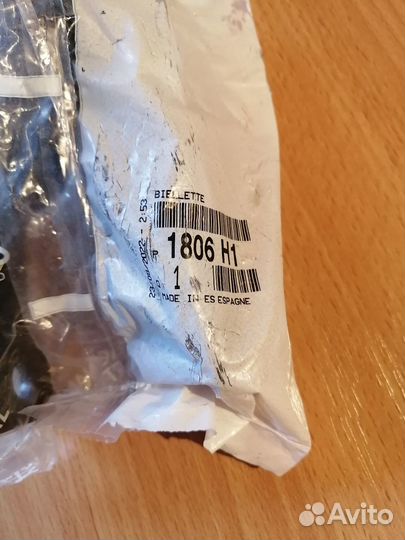 BIELLETTE
P 1806 H1
1
MADE IN ES ESPAGNE
Avito